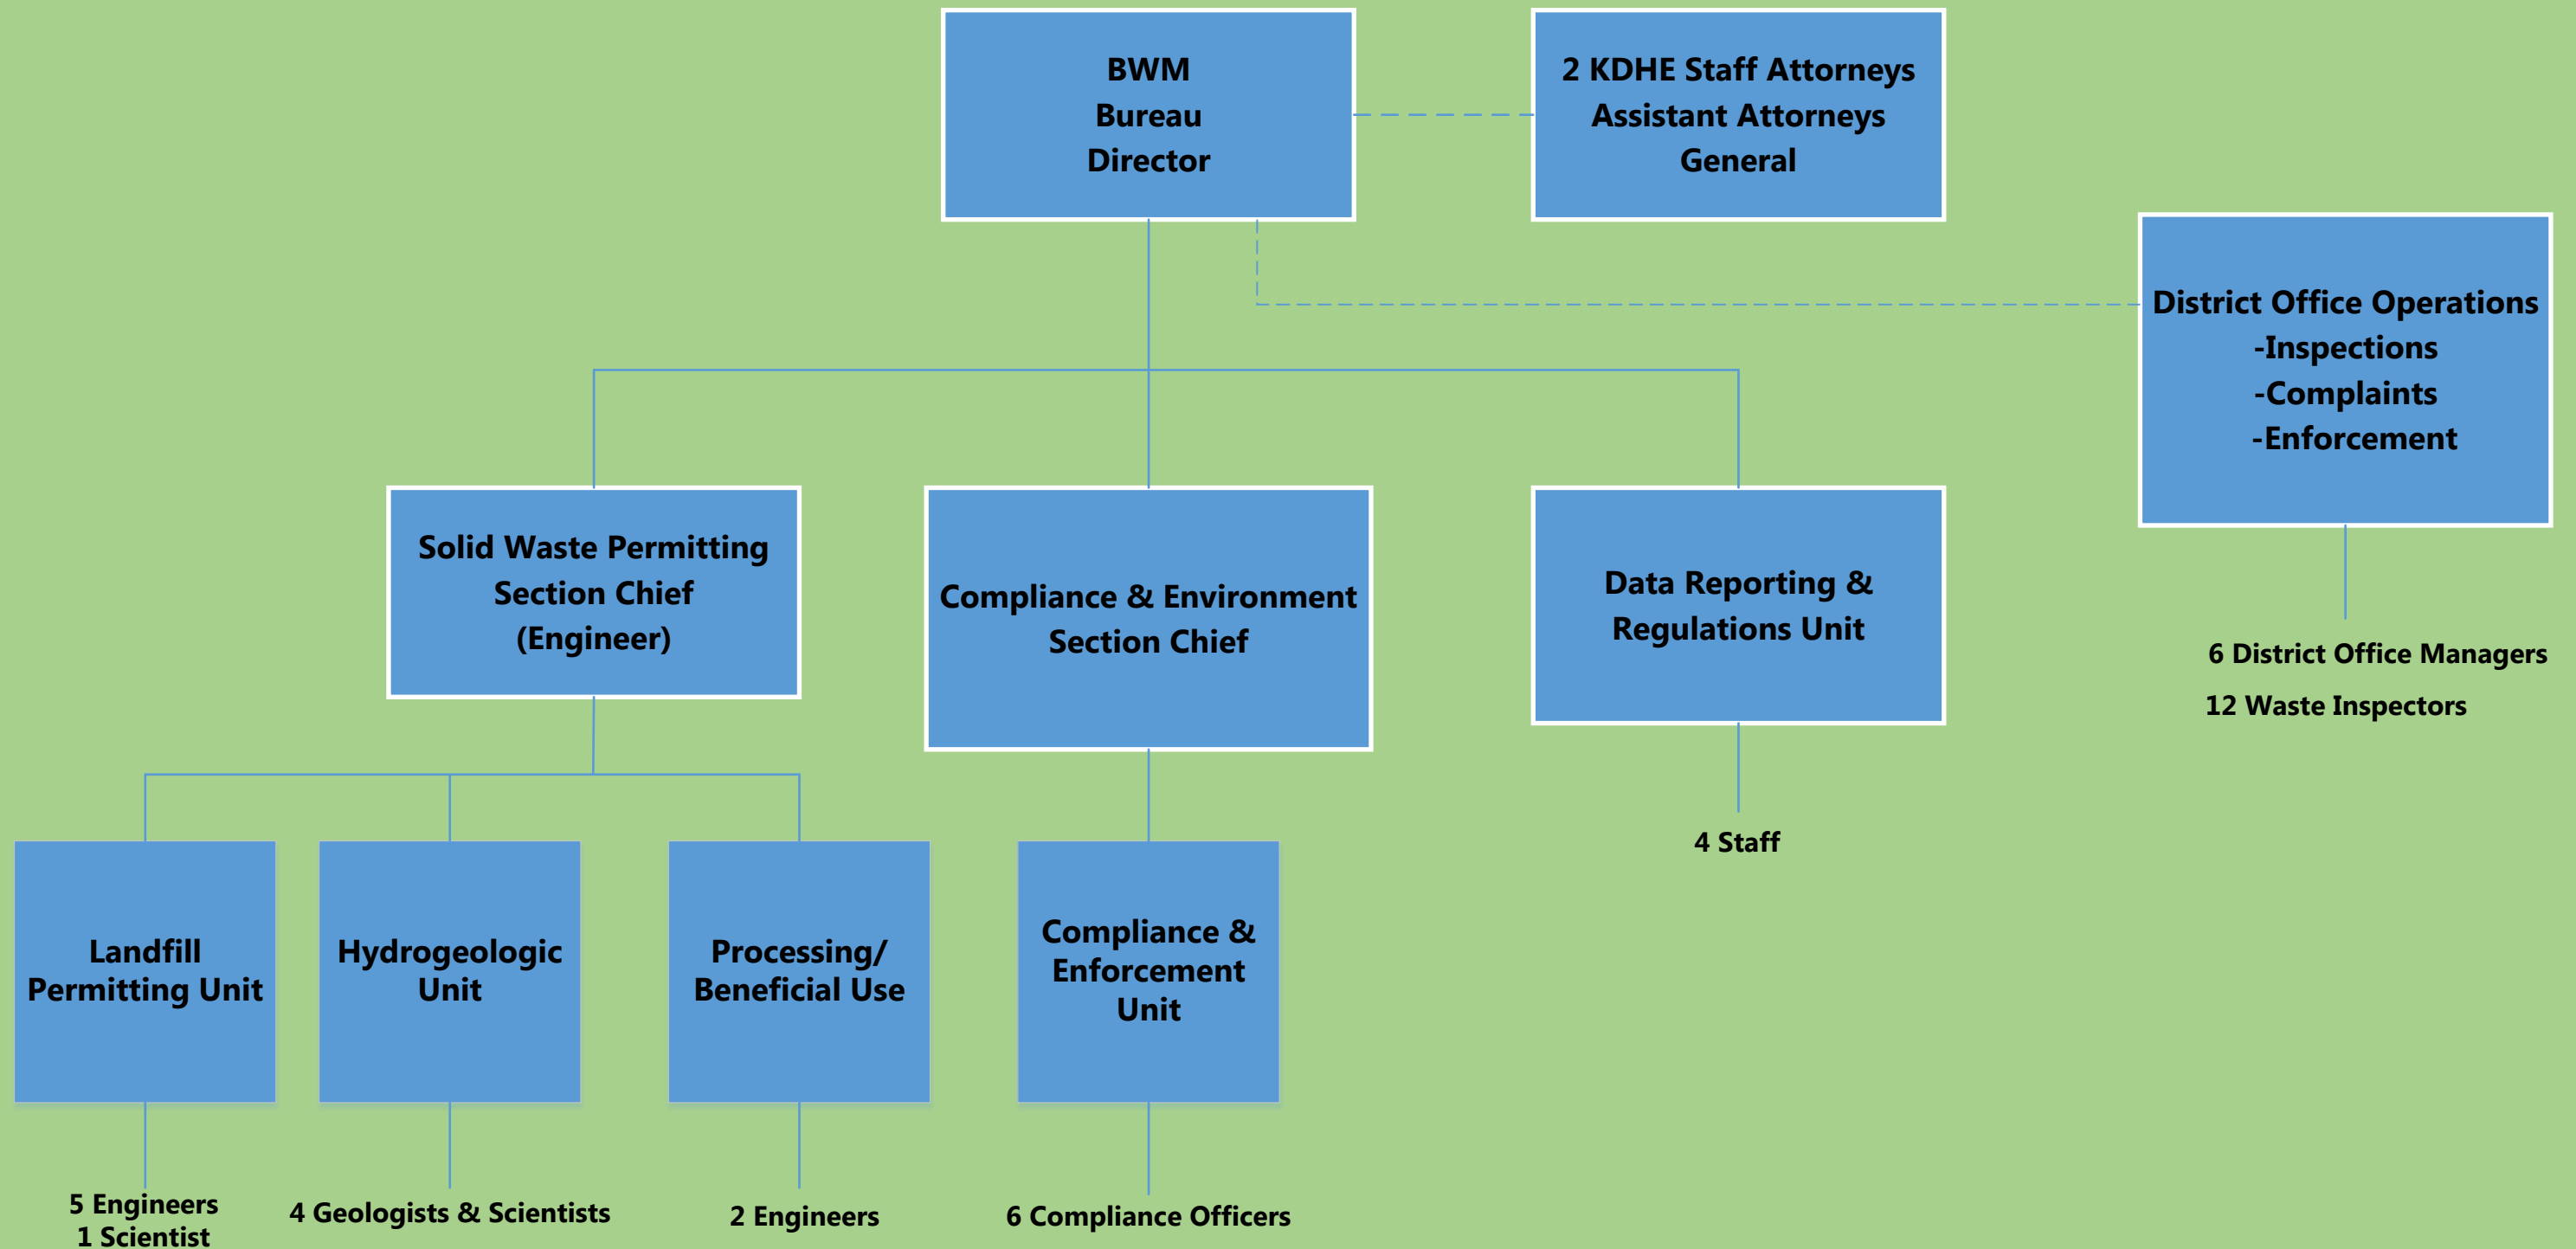 BWM
Bureau
Director
2 KDHE Staff Attorneys
Assistant Attorneys
General
District Office Operations
-Inspections
-Complaints
-Enforcement
6 District Office Managers
12 Waste Inspectors
Solid Waste Permitting
Section Chief
(Engineer)
Compliance & Environment
Section Chief
Data Reporting &
Regulations Unit
4 Staff
Landfill
Permitting Unit
Hydrogeologic
Unit
Processing/
Beneficial Use
Compliance &
Enforcement
Unit
5 Engineers
1 Scientist
4 Geologists & Scientists
2 Engineers
6 Compliance Officers